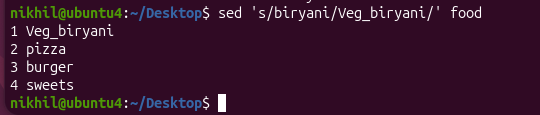 nikhil@ubuntu4:~/Desktop$ sed 's/biryani/Veg_biryani/' food
1 Veg_biryani
2 pizza
3 burger
4 sweets
nikhil@ubuntu4:~/Desktop$